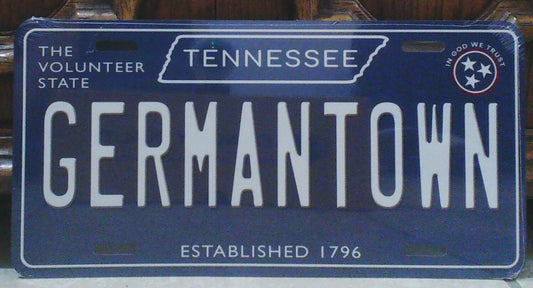 THE
VOLUNTEER
STATE
TENNESSEE
IN GOD WE TRUST
GERMANTOWN
ESTABLISHED 1796